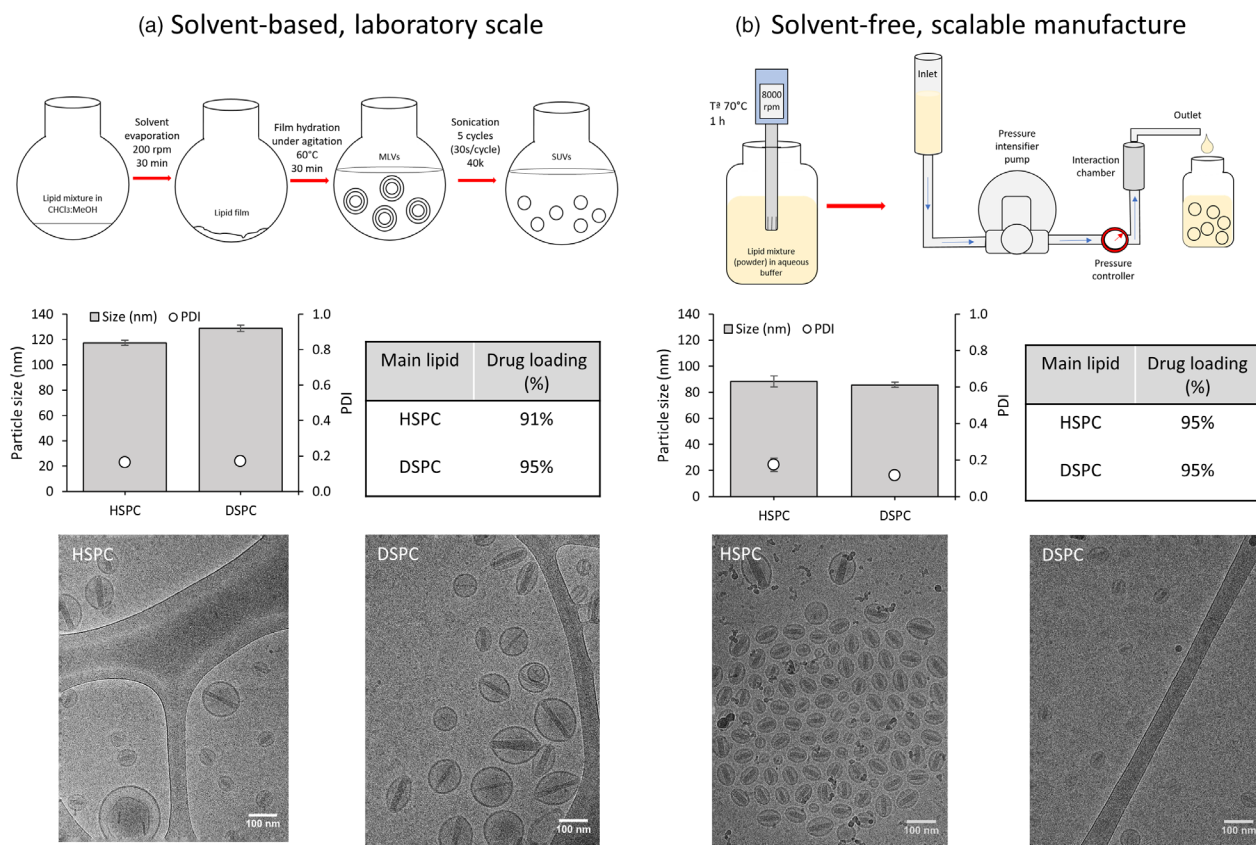 (a) Solvent-based, laboratory scale
Solvent
evaporation
200 rpm
30 min
Film hydration
under agitation
60°C
30 min
Sonication
5 cycles
(30s/cycle)
40k
MLVs
SUVs
Lipid mixture in
CHCl₃:MeOH
Lipid film
Size (nm)
PDI
Particle size (nm)
140
120
100
80
60
40
20
0
1.0
0.8
0.6
0.4
0.2
0.0
PDI
HSPC
DSPC
Main lipid
Drug loading
(%)
HSPC
91%
DSPC
95%
HSPC
100 nm
DSPC
100 nm
(b) Solvent-free, scalable manufacture
Tª 70°C
1 h
8000
rpm
Lipid mixture
(powder) in aqueous
buffer
Inlet
Pressure
intensifier
pump
Interaction
chamber
Outlet
Pressure
controller
Size (nm)
PDI
Particle size (nm)
140
120
100
80
60
40
20
0
1.0
0.8
0.6
0.4
0.2
0.0
PDI
HSPC
DSPC
Main lipid
Drug loading
(%)
HSPC
95%
DSPC
95%
HSPC
100 nm
DSPC
100 nm